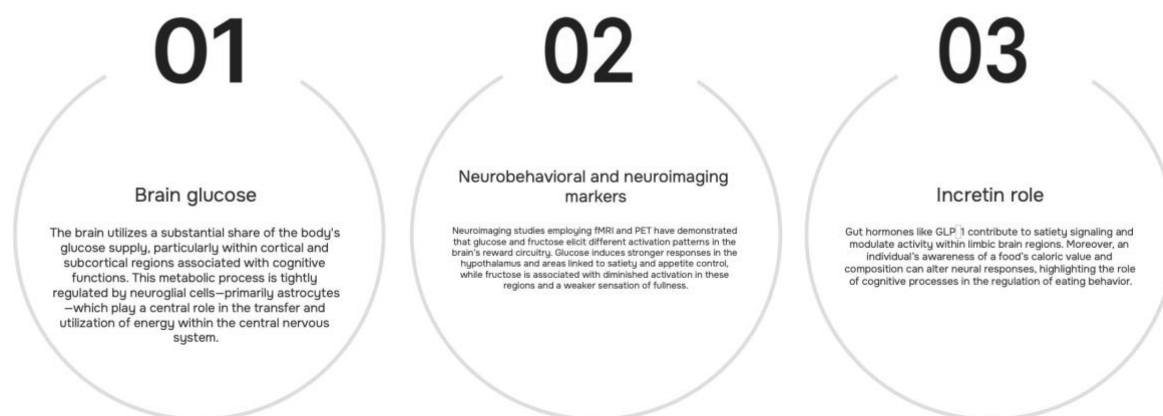 01
Brain glucose
The brain utilizes a substantial share of the body's
glucose supply, particularly within cortical and
subcortical regions associated with cognitive
functions. This metabolic process is tightly
regulated by neuroglial cells—primarily astrocytes
—which play a central role in the transfer and
utilization of energy within the central nervous
system.
02
Neurobehavioral and neuroimaging
markers
Neuroimaging studies employing fMRI and PET have demonstrated
that glucose and fructose elicit different activation patterns in the
brain's reward circuitry. Glucose induces stronger responses in the
hypothalamus and areas linked to satiety and appetite control,
while fructose is associated with diminished activation in these
regions and a weaker sensation of fullness.
03
Incretin role
Gut hormones like GLP▯1 contribute to satiety signaling and
modulate activity within limbic brain regions. Moreover, an
individual's awareness of a food's caloric value and
composition can alter neural responses, highlighting the role
of cognitive processes in the regulation of eating behavior.